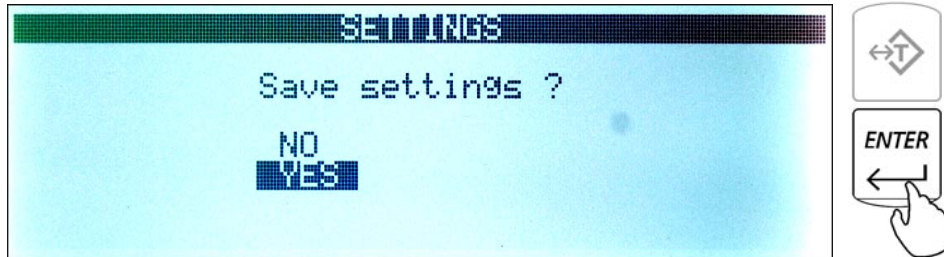 SETTINGS
Save settings ?
NO
YES
T
ENTER